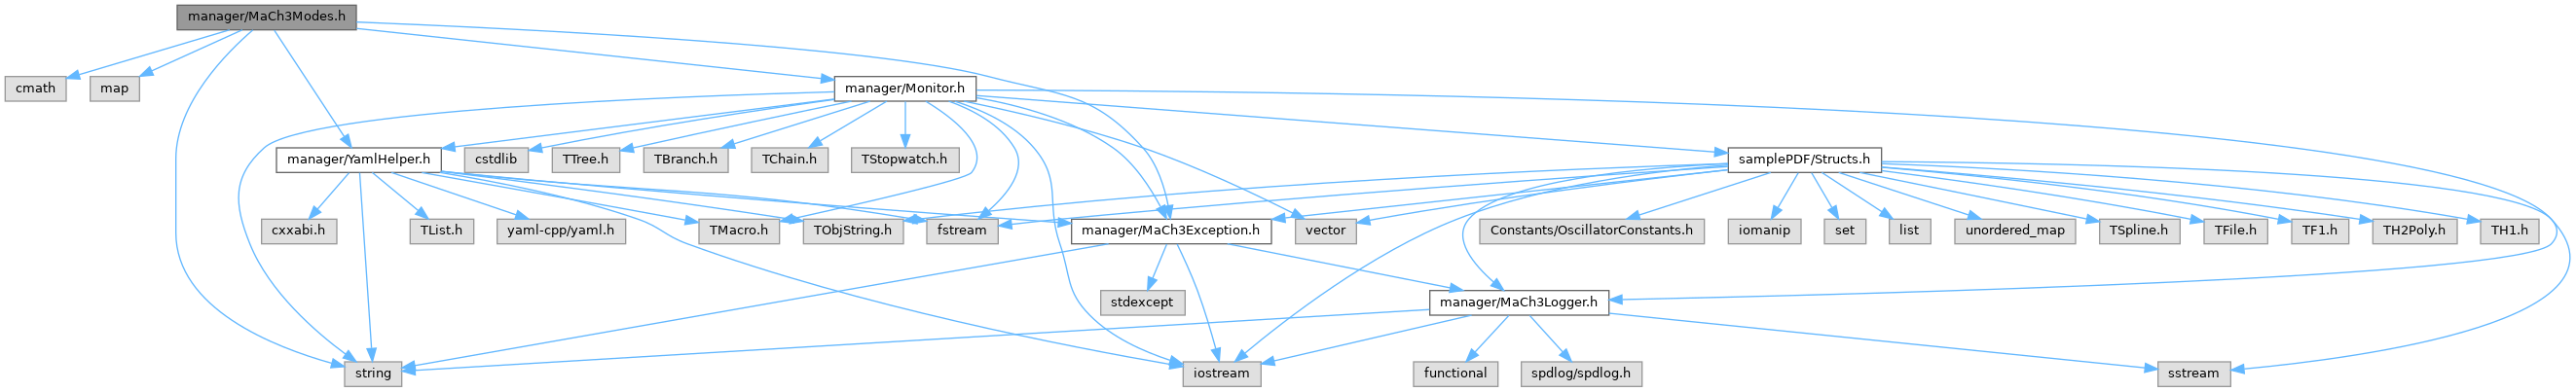 manager/MaCh3Modes.h
cmath
map
manager/Monitor.h
manager/YamlHelper.h
cstdlib
TTree.h
TBranch.h
TChain.h
TStopwatch.h
samplePDF/Structs.h
cxxabi.h
TList.h
yaml-cpp/yaml.h
TMacro.h
TObjString.h
fstream
manager/MaCh3Exception.h
vector
Constants/OscillatorConstants.h
iomanip
set
list
unordered_map
TSpline.h
TFile.h
TF1.h
TH2Poly.h
TH1.h
stdexcept
manager/MaCh3Logger.h
string
iostream
functional
spdlog/spdlog.h
sstream